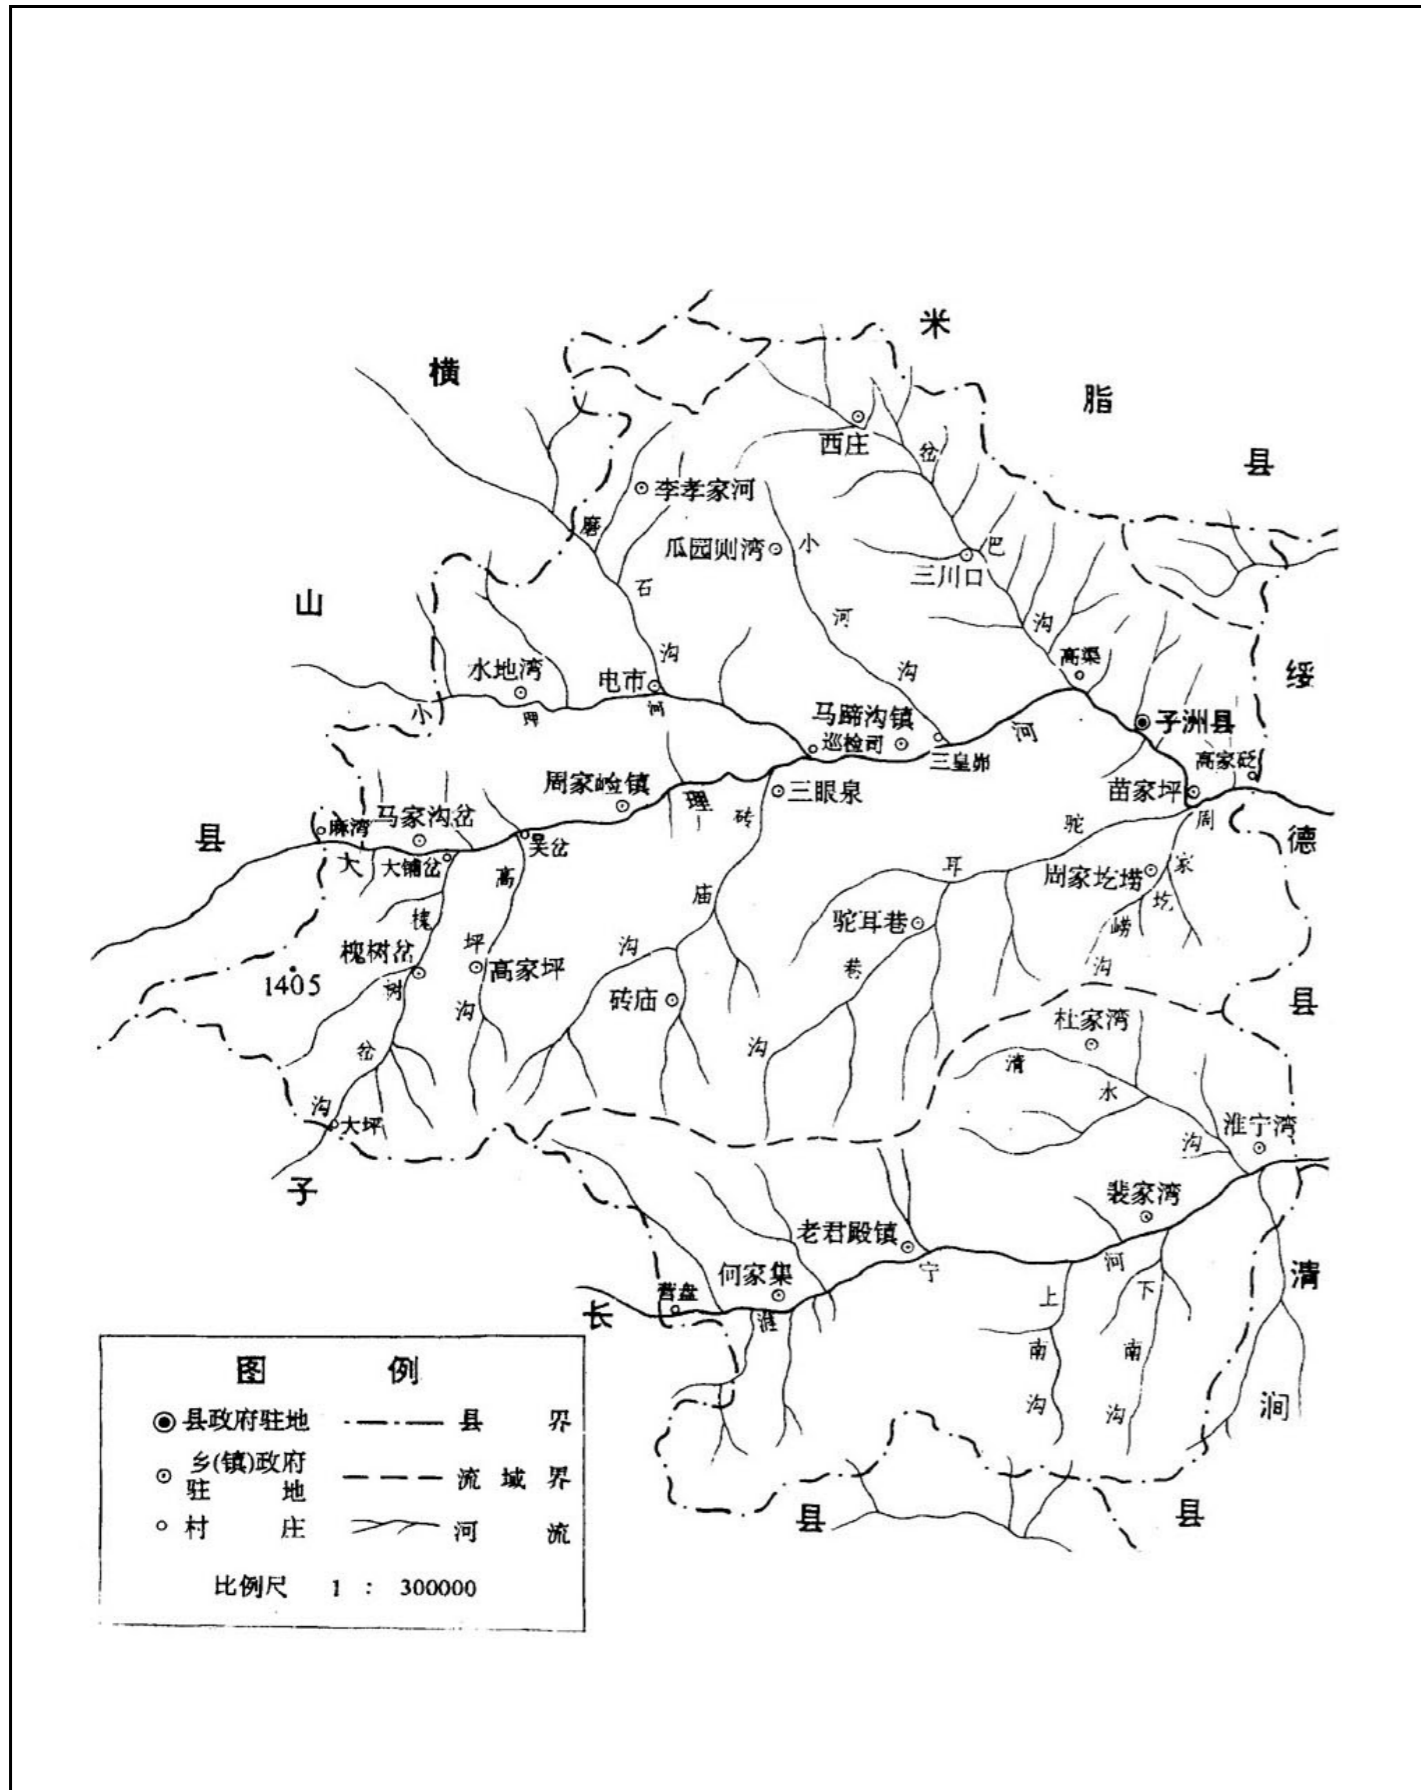 米脂县
横山县
绥德县
清涧县
子长县
西庄
岔巴沟
李孝家河
磨石沟
瓜园则湾
小河沟
三川口
高渠
水地湾
电市
小理河
马蹄沟镇
巡检司
三皇峁
子洲县
高家砭
周家崄镇
三眼泉
苗家坪
马家沟岔
麻湾
大铺岔
吴岔
大理河
砖庙沟
驼耳巷沟
周家圪崂沟
周家圪崂
驼耳巷
槐树岔
槐树岔沟
高坪沟
高家坪
1405
砖庙
杜家湾
清水沟
大坪
淮宁湾
裴家湾
老君殿镇
何家集
营盘
淮宁河
上南沟
下南沟
图 例
县政府驻地 县 界
乡(镇)政府驻地 流域界
村 庄 河 流
比例尺 1 : 300000